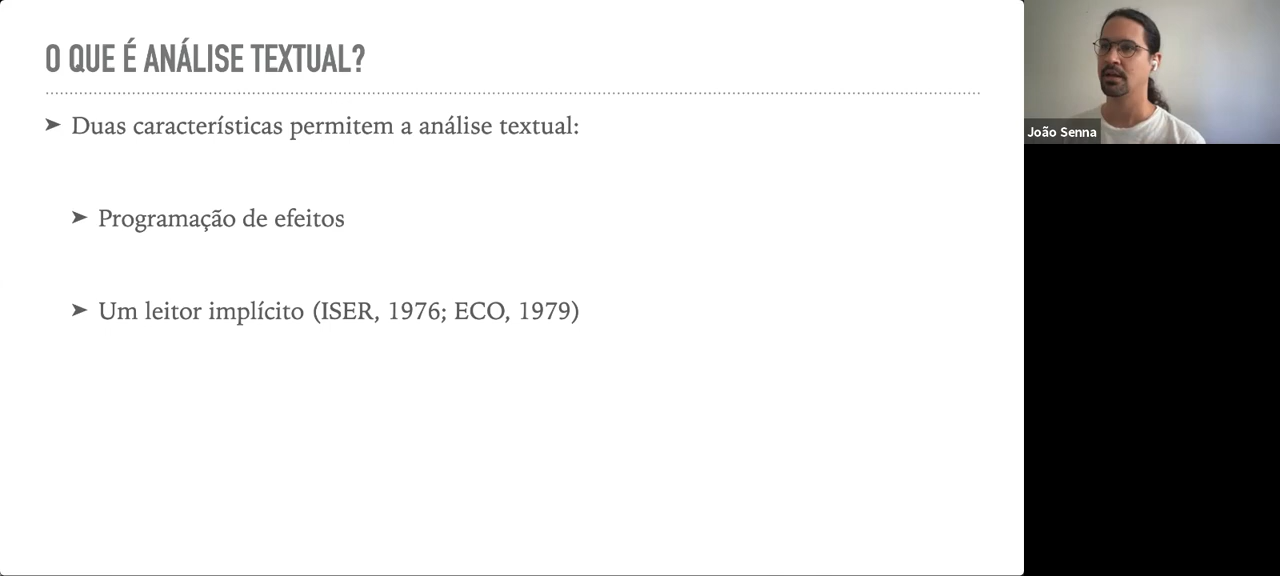 O QUE É ANÁLISE TEXTUAL?
➤ Duas características permitem a análise textual:
➤ Programação de efeitos
➤ Um leitor implícito (ISER, 1976; ECO, 1979)
João Senna